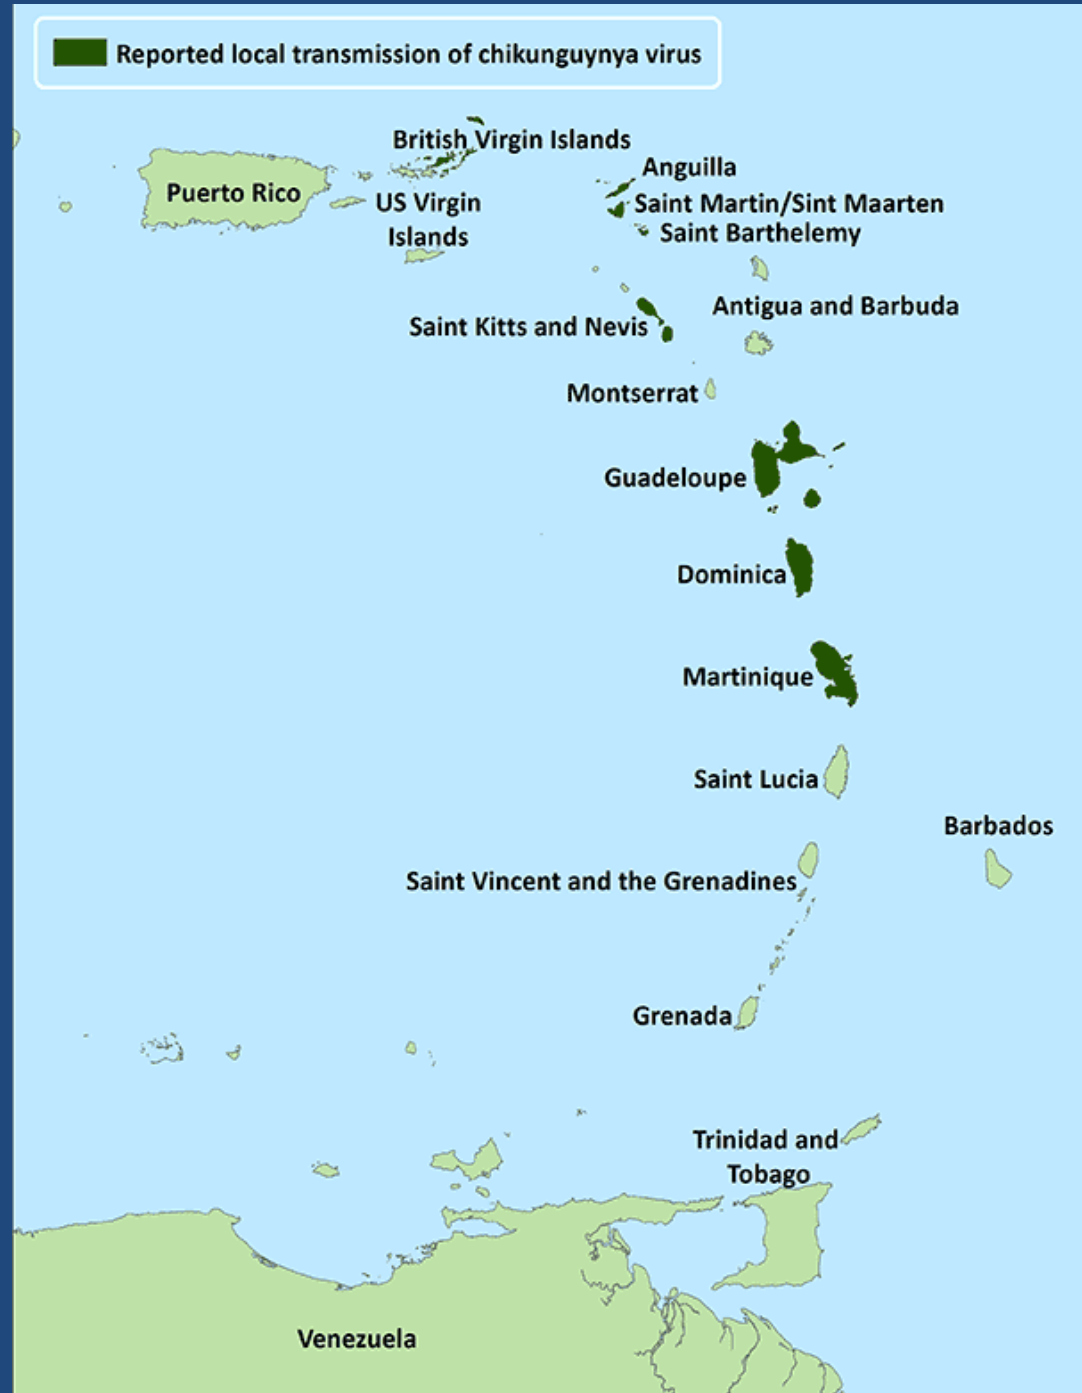 Reported local transmission of chikunguynya virus
British Virgin Islands
Anguilla
Puerto Rico
US Virgin
Islands
Saint Martin/Sint Maarten
Saint Barthelemy
Antigua and Barbuda
Saint Kitts and Nevis
Montserrat
Guadeloupe
Dominica
Martinique
Saint Lucia
Barbados
Saint Vincent and the Grenadines
Grenada
Trinidad and
Tobago
Venezuela